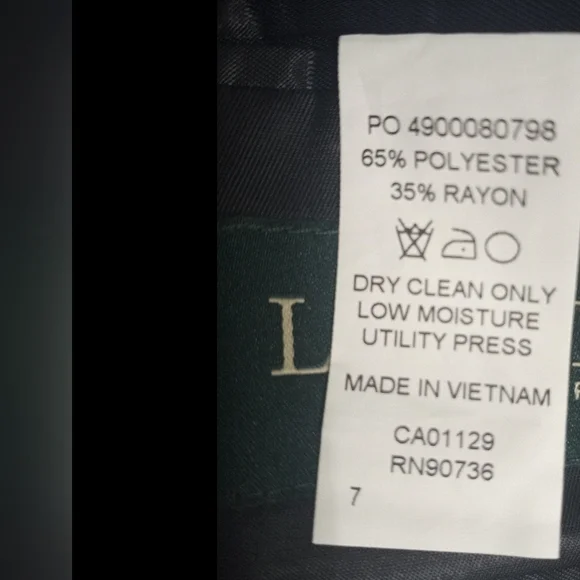 PO 4900080798
65% POLYESTER
35% RAYON
DRY CLEAN ONLY
LOW MOISTURE
UTILITY PRESS
L
MADE IN VIETNAM
CA01129
RN90736
7